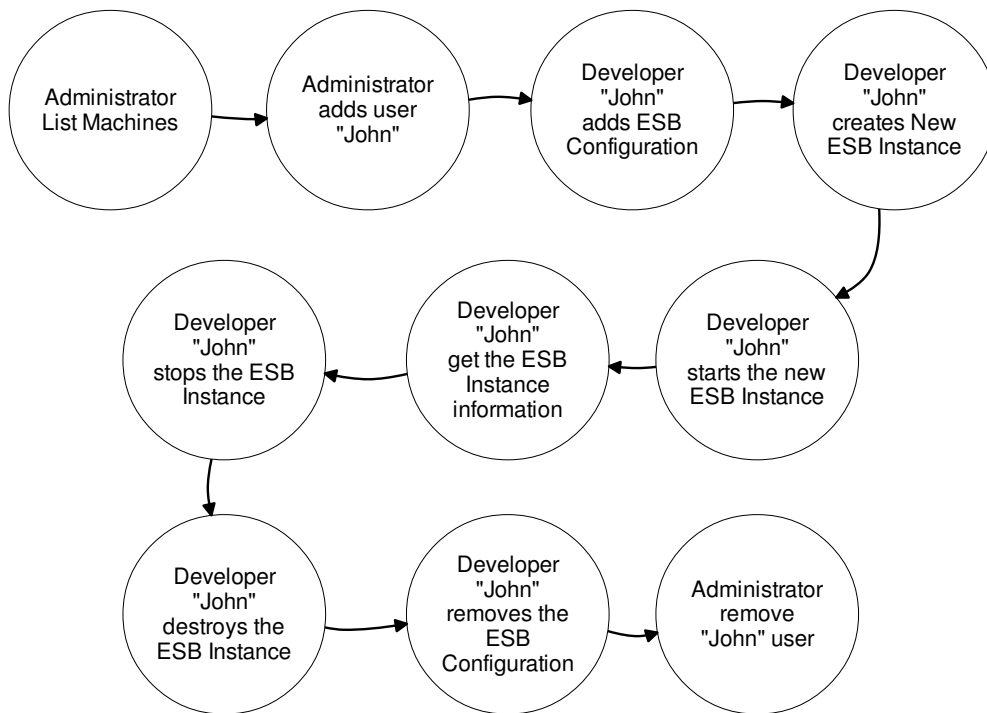 Administrator
List Machines
Administrator
adds user
"John"
Developer
"John"
adds ESB
Configuration
Developer
"John"
creates New
ESB Instance
Developer
"John"
starts the new
ESB Instance
Developer
"John"
get the ESB
Instance
information
Developer
"John"
stops the ESB
Instance
Developer
"John"
destroys the
ESB Instance
Developer
"John"
removes the
ESB
Configuration
Administrator
remove
"John" user